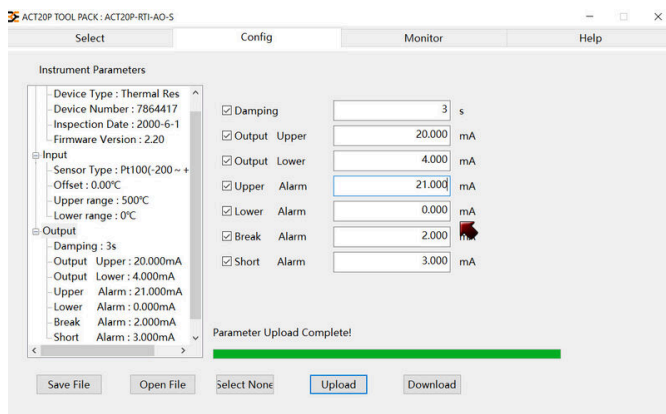 ACT20P TOOL PACK : ACT20P-RTI-AO-S
Select Config Monitor Help
Instrument Parameters
Device Type : Thermal Res
Device Number : 7864417
Inspection Date : 2000-6-1
Firmware Version : 2.20
Input
Sensor Type : Pt100(-200 ~ +
Offset : 0.00℃
Upper range : 500℃
Lower range : 0℃
Output
Damping : 3s
Output Upper : 20.000mA
Output Lower : 4.000mA
Upper Alarm : 21.000mA
Lower Alarm : 0.000mA
Break Alarm : 2.000mA
Short Alarm : 3.000mA
Damping 3 s
Output Upper 20.000 mA
Output Lower 4.000 mA
Upper Alarm 21.000 mA
Lower Alarm 0.000 mA
Break Alarm 2.000 mA
Short Alarm 3.000 mA
Parameter Upload Complete!
Save File Open File Select None Upload Download